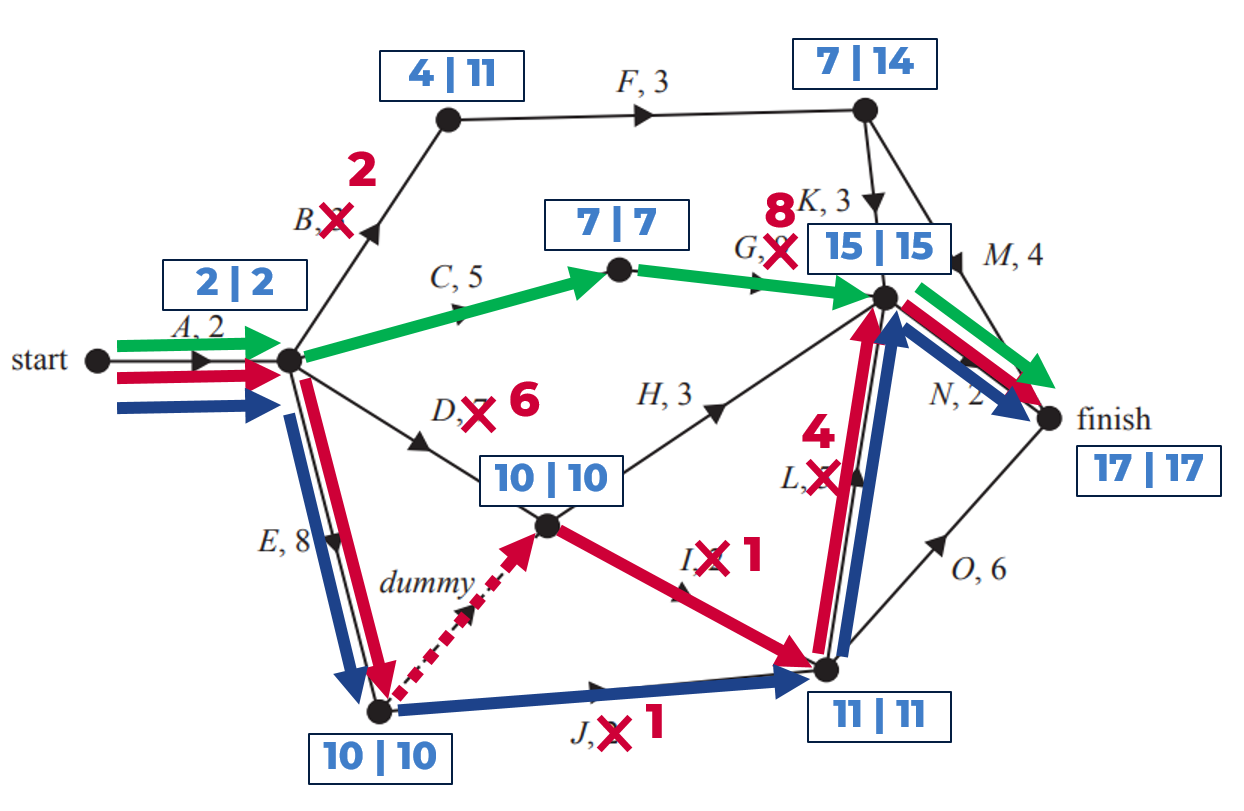 4 | 11
7 | 14
F, 3
2
B,
8
K, 3
7 | 7
G,
15 | 15
M, 4
2 | 2
C, 5
A, 2
start
D, 7
6
H, 3
N, 2
finish
4
10 | 10
L,
17 | 17
E, 8
I,
1
dummy
O, 6
11 | 11
J,
1
10 | 10